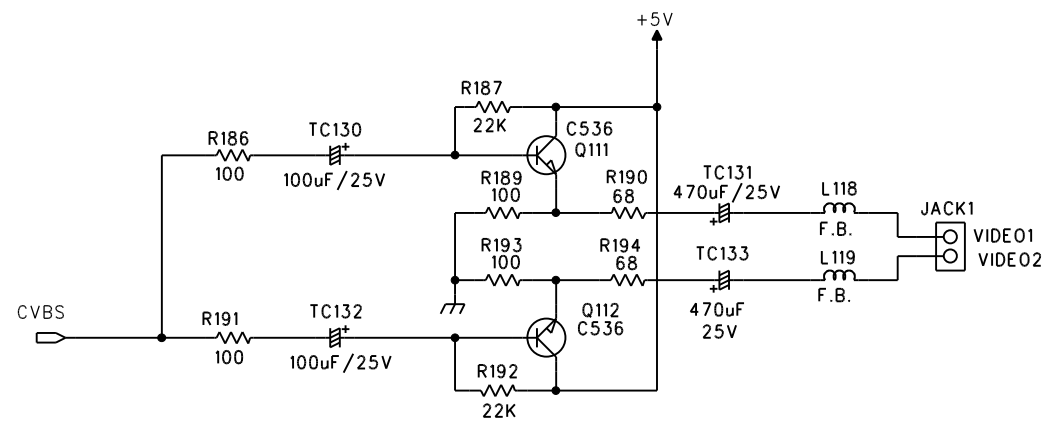 +5V
R187
22K
R186
100
TC130
+
100uF/25V
C536
Q111
R189
100
R190
68
TC131
470uF/25V
+
L118
F.B.
JACK1
VIDEO1
VIDEO2
R193
100
R194
68
TC133
+
470uF
25V
L119
F.B.
CVBS
R191
100
TC132
+
100uF/25V
Q112
C536
R192
22K